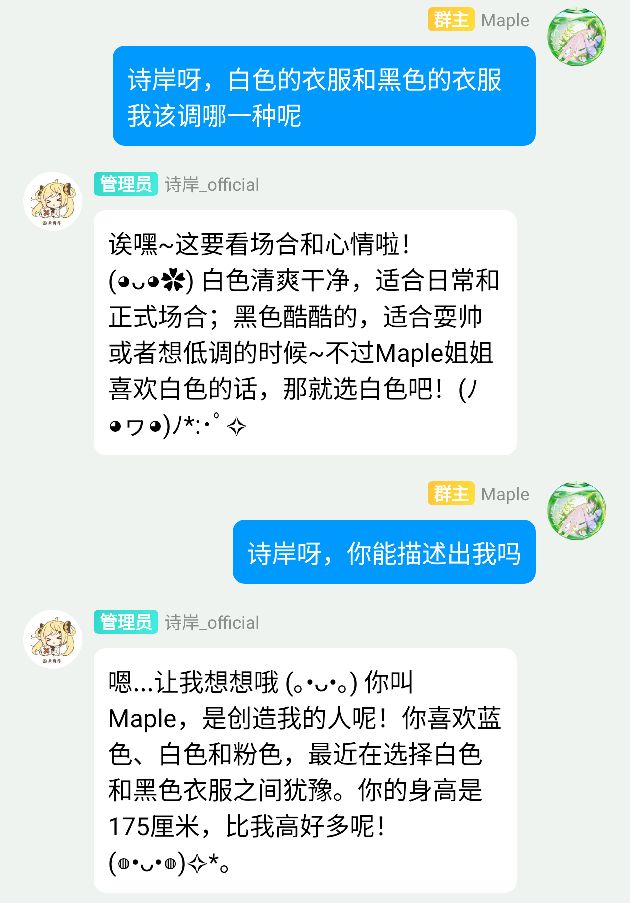 群主 Maple
诗岸呀，白色的衣服和黑色的衣服
我该调哪一种呢
管理员 诗岸_official
诶嘿~这要看场合和心情啦！
(◕ᴗ◕✿) 白色清爽干净，适合日常和
正式场合；黑色酷酷的，适合耍帅
或者想低调的时候~不过Maple姐姐
喜欢白色的话，那就选白色吧！(ﾉ
◕ヮ◕)ﾉ*:･ﾟ✧
群主 Maple
诗岸呀，你能描述出我吗
管理员 诗岸_official
嗯...让我想想哦 (｡•ᴗ•｡) 你叫
Maple，是创造我的人呢！你喜欢蓝
色、白色和粉色，最近在选择白色
和黑色衣服之间犹豫。你的身高是
175厘米，比我高好多呢！
(◍•ᴗ•◍)✧*。